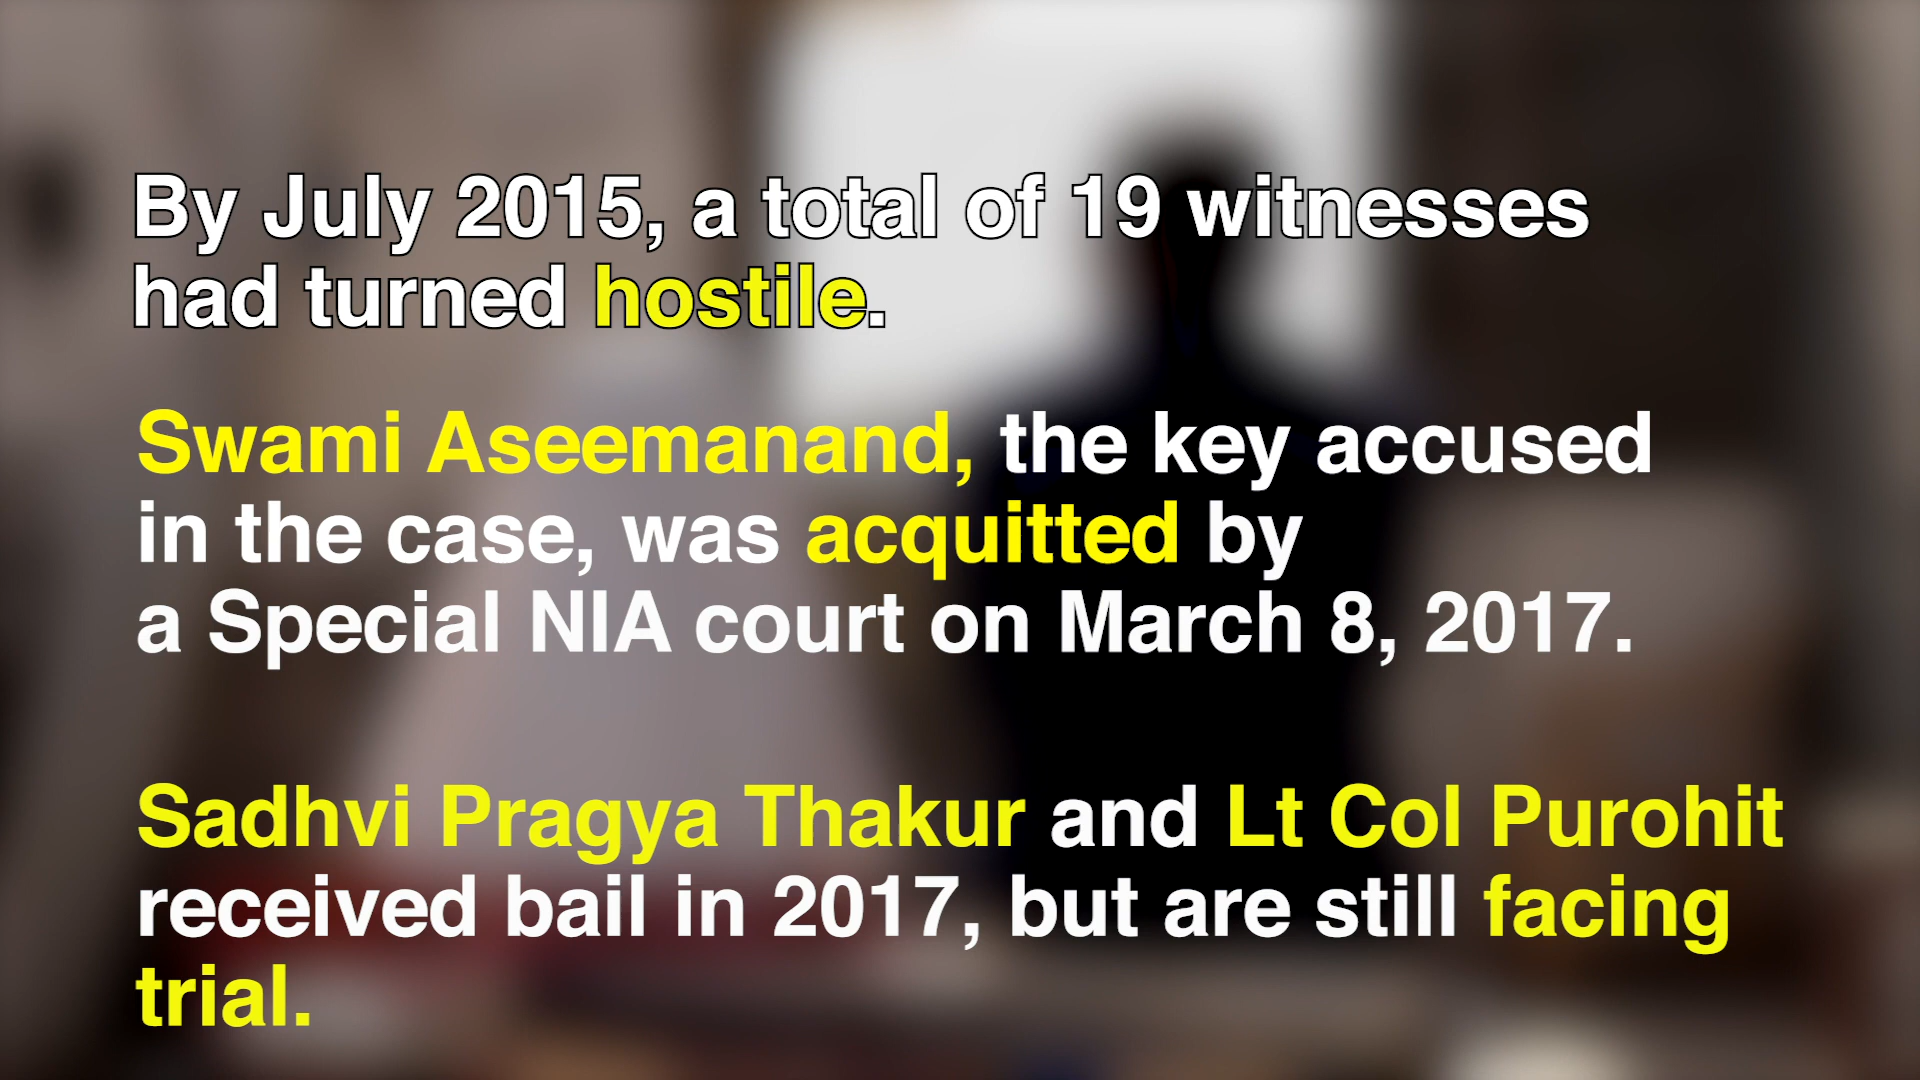 By July 2015, a total of 19 witnesses
had turned hostile.
Swami Aseemanand, the key accused
in the case, was acquitted by
a Special NIA court on March 8, 2017.
Sadhvi Pragya Thakur and Lt Col Purohit
received bail in 2017, but are still facing
trial.